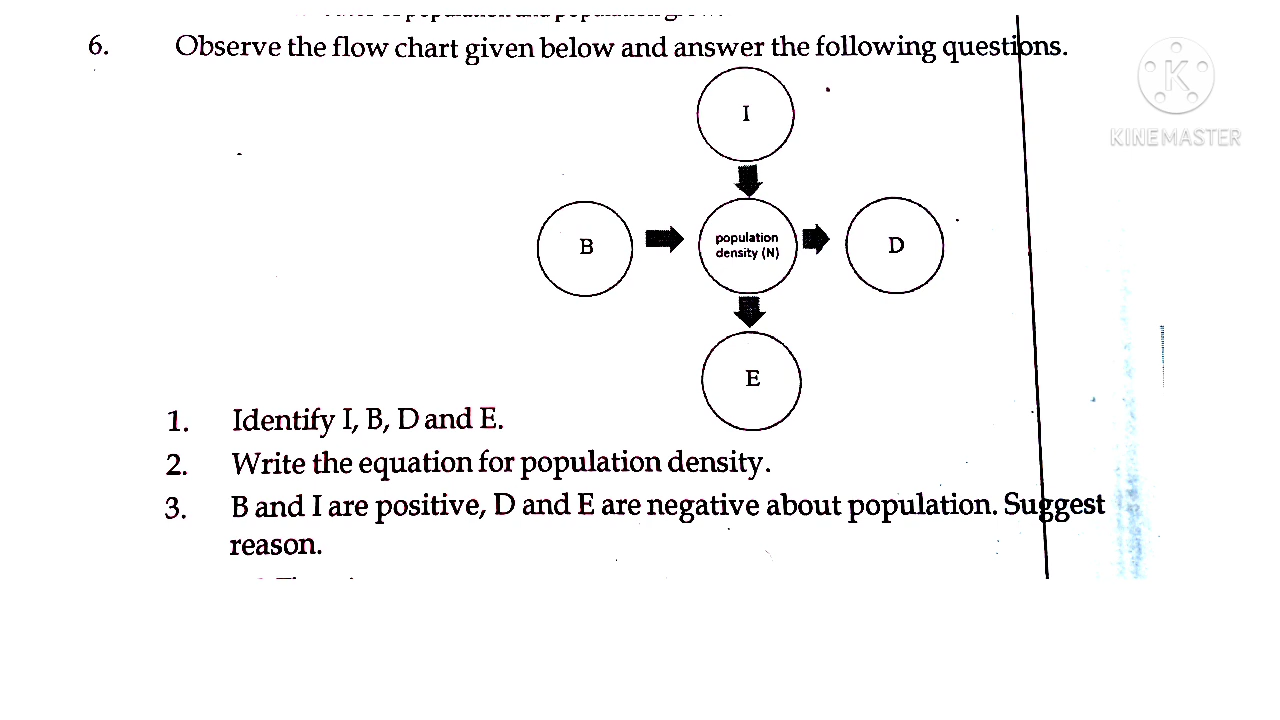 6. Observe the flow chart given below and answer the following questions.
I
B
population
density (N)
D
E
1. Identify I, B, D and E.
2. Write the equation for population density.
3. B and I are positive, D and E are negative about population. Suggest
reason.
K
KINEMASTER